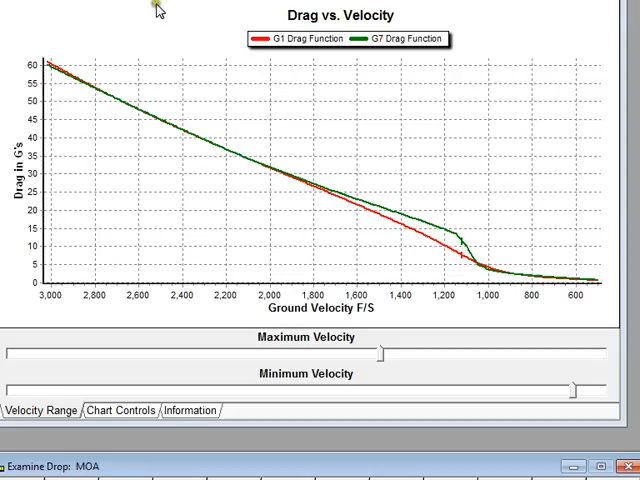 Drag vs. Velocity
G1 Drag Function G7 Drag Function
60
55
50
45
40
35
30
25
20
15
10
5
0
Drag in G's
3,000 2,800 2,600 2,400 2,200 2,000 1,800 1,600 1,400 1,200 1,000 800 600
Ground Velocity F/S
Maximum Velocity
Minimum Velocity
Velocity Range Chart Controls Information
Examine Drop: MOA